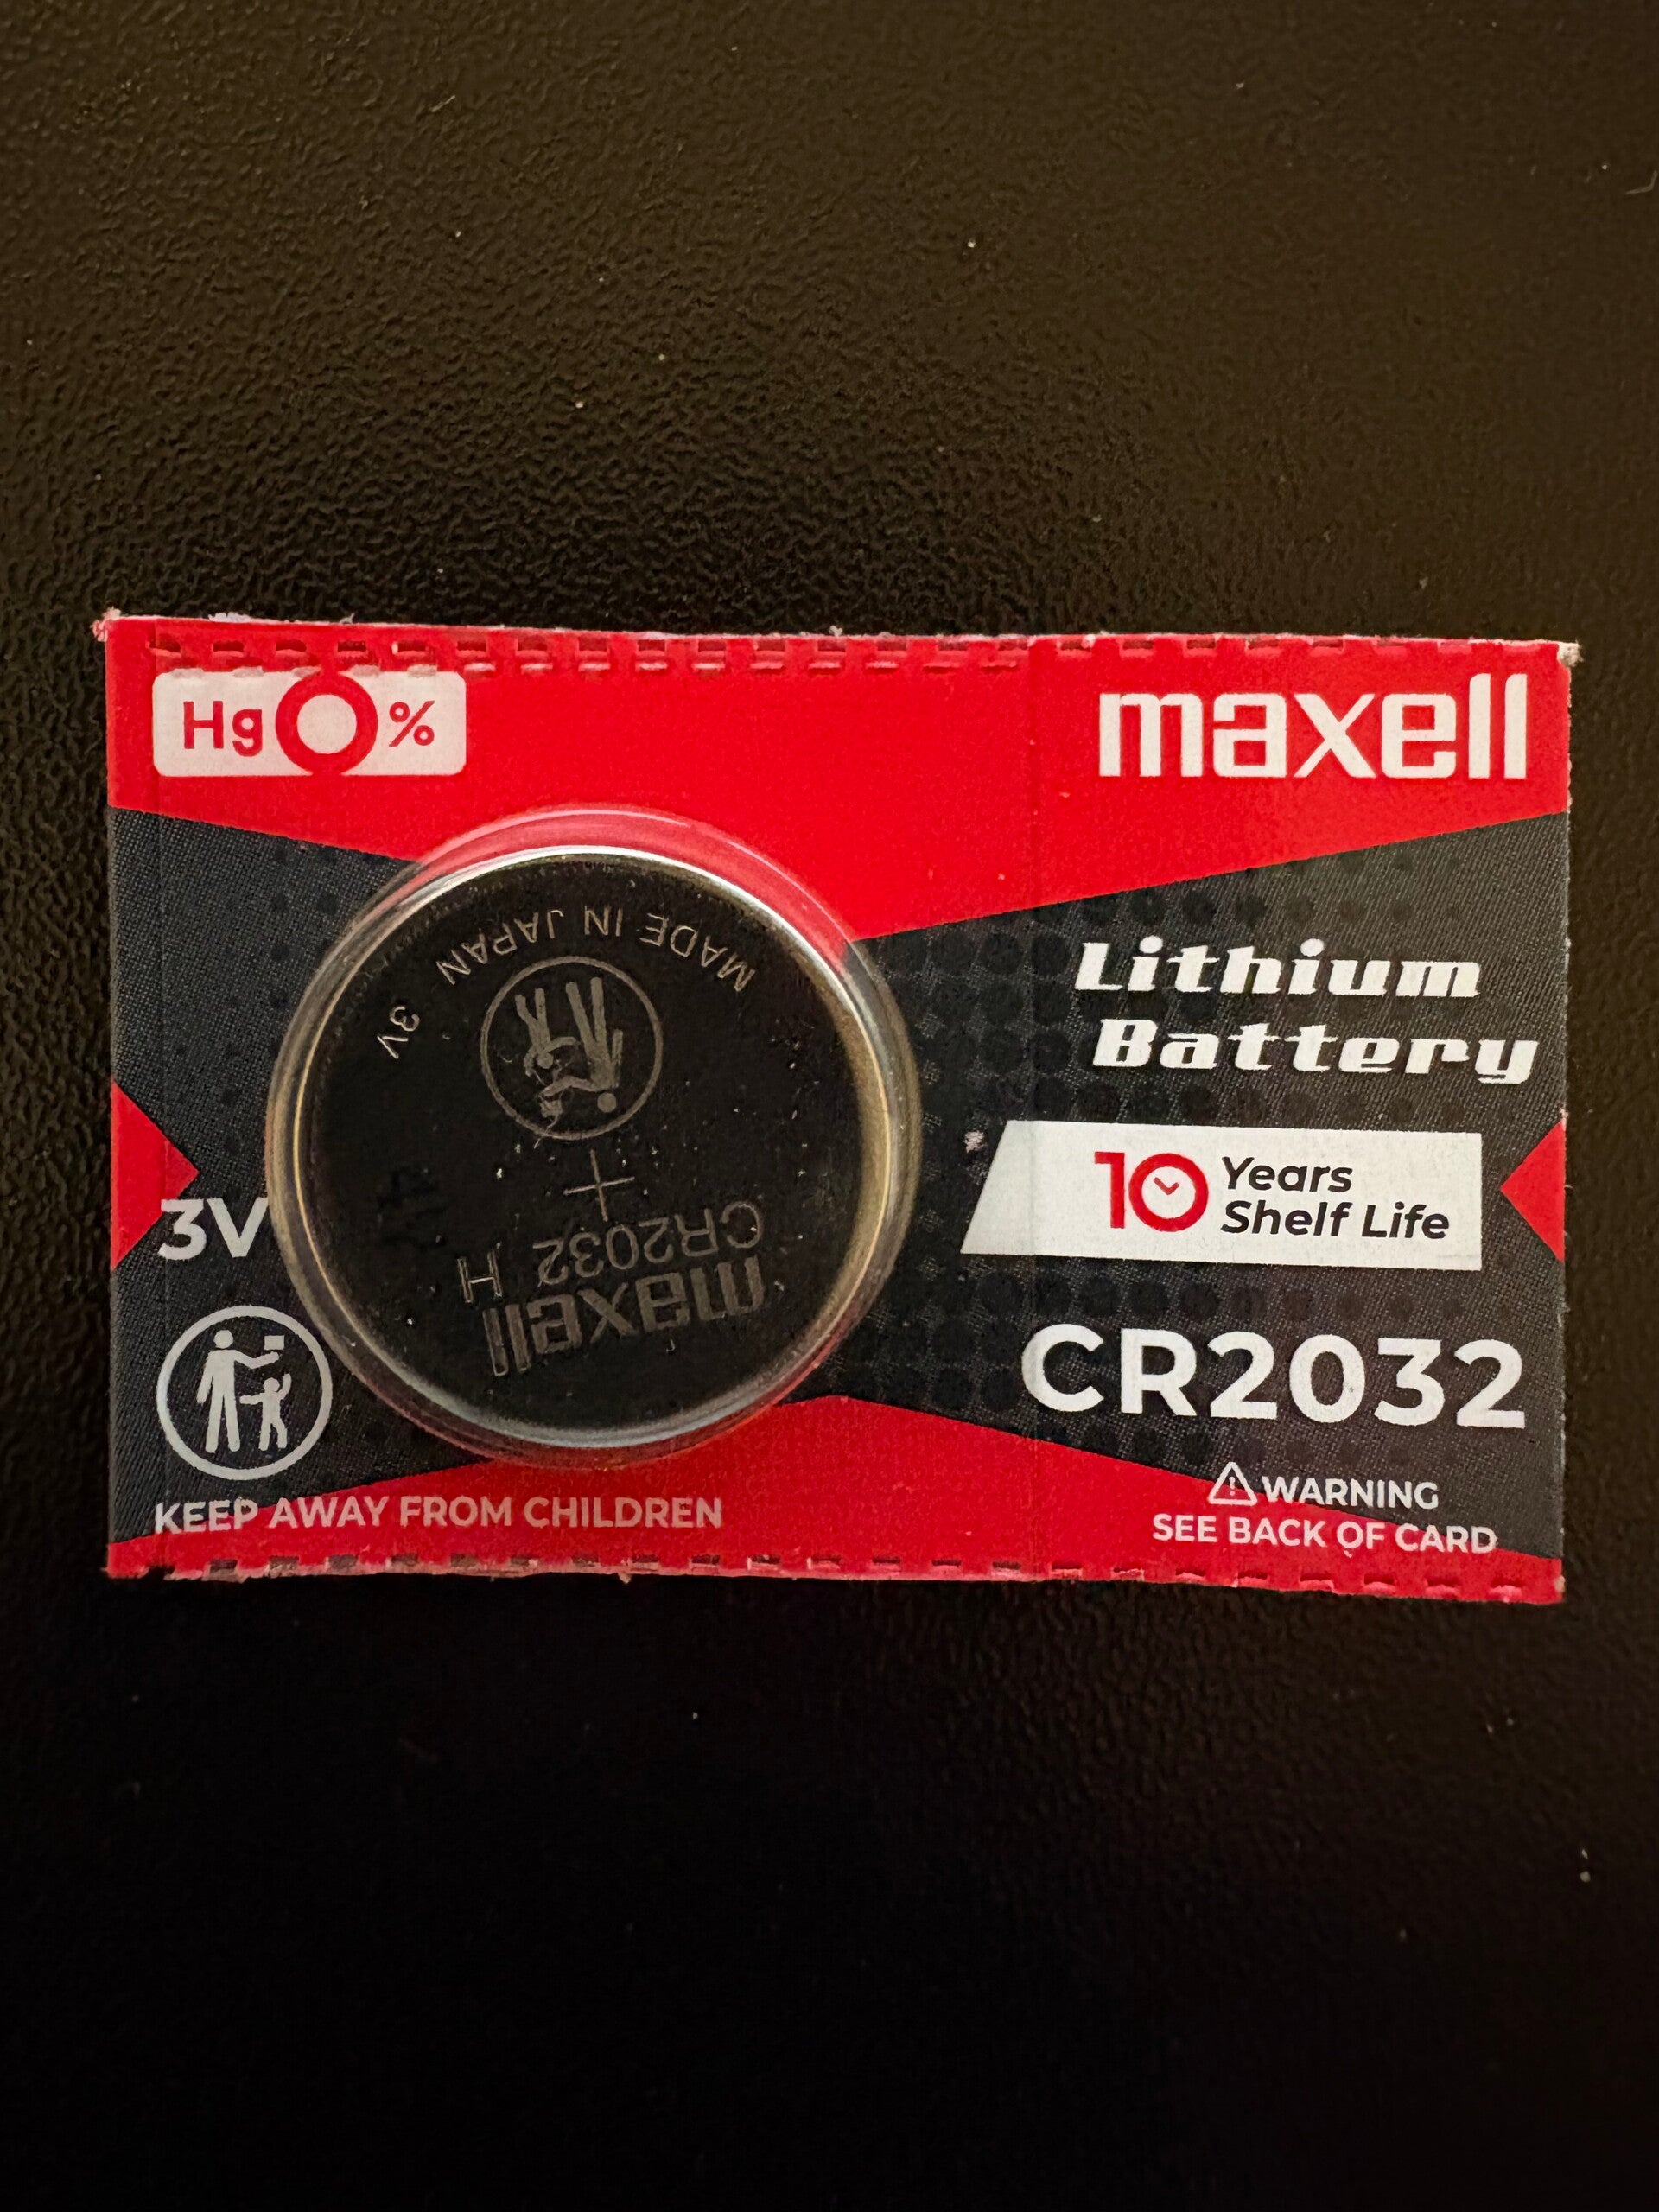 Hg0%
maxell
MADE IN JAPAN 3V
+
CR2032 H
maxell
Lithium
Battery
10 Years
Shelf Life
3V
CR2032
KEEP AWAY FROM CHILDREN
WARNING
SEE BACK OF CARD